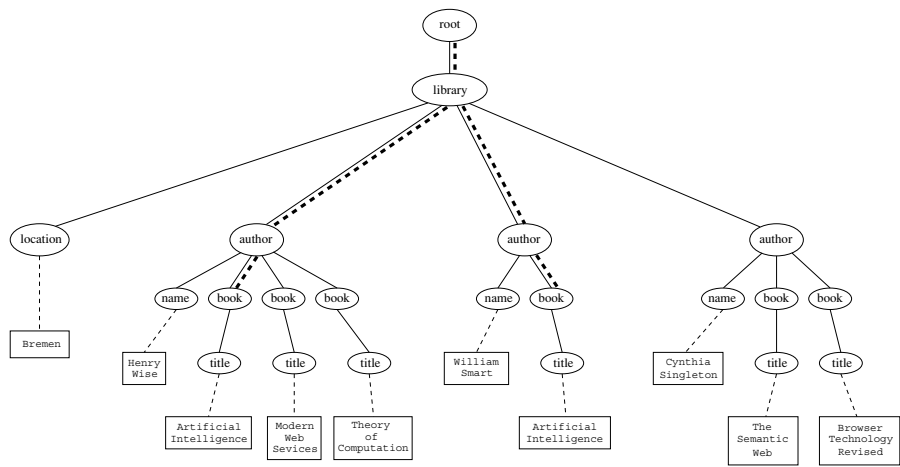 root
library
location
author
author
author
name
book
book
book
name
book
name
book
book
Bremen
Henry
Wise
title
title
title
William
Smart
title
Cynthia
Singleton
title
title
Artificial
Intelligence
Modern
Web
Sevices
Theory
of
Computation
Artificial
Intelligence
The
Semantic
Web
Browser
Technology
Revised